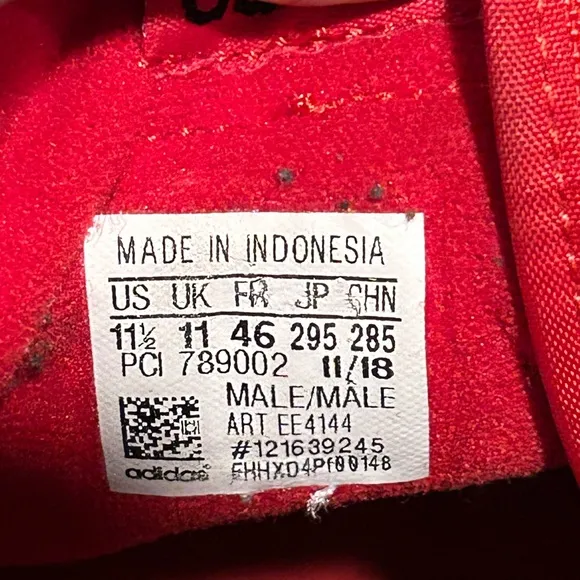 MADE IN INDONESIA
US UK FR JP CHN
11½ 11 46 295 285
PCI 789002 11/18
MALE/MÂLE
ART EE4144
#121639245
adidas